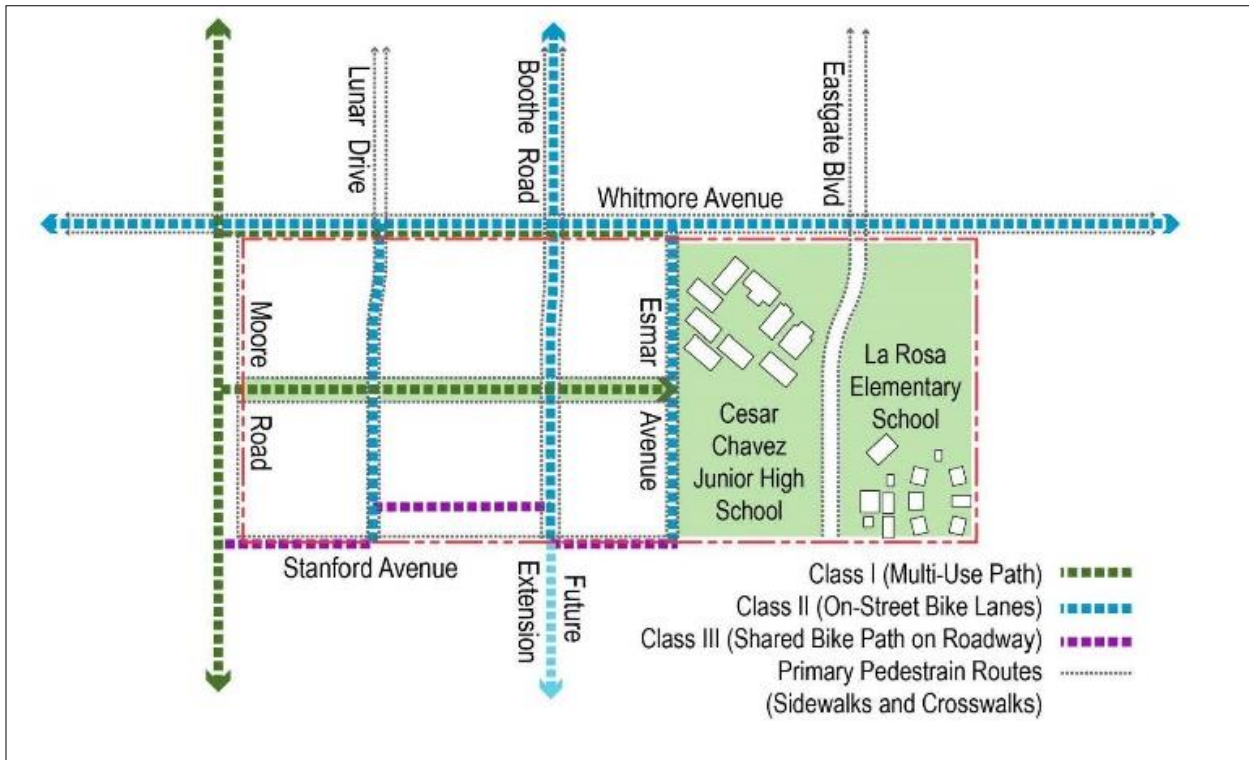 Lunar Drive
Boothe Road
Eastgate Blvd
Whitmore Avenue
Moore
Road
Esmar
Avenue
La Rosa
Elementary
School
Cesar
Chavez
Junior High
School
Stanford Avenue
Future
Extension
Class I (Multi-Use Path)
Class II (On-Street Bike Lanes)
Class III (Shared Bike Path on Roadway)
Primary Pedestrain Routes
(Sidewalks and Crosswalks)